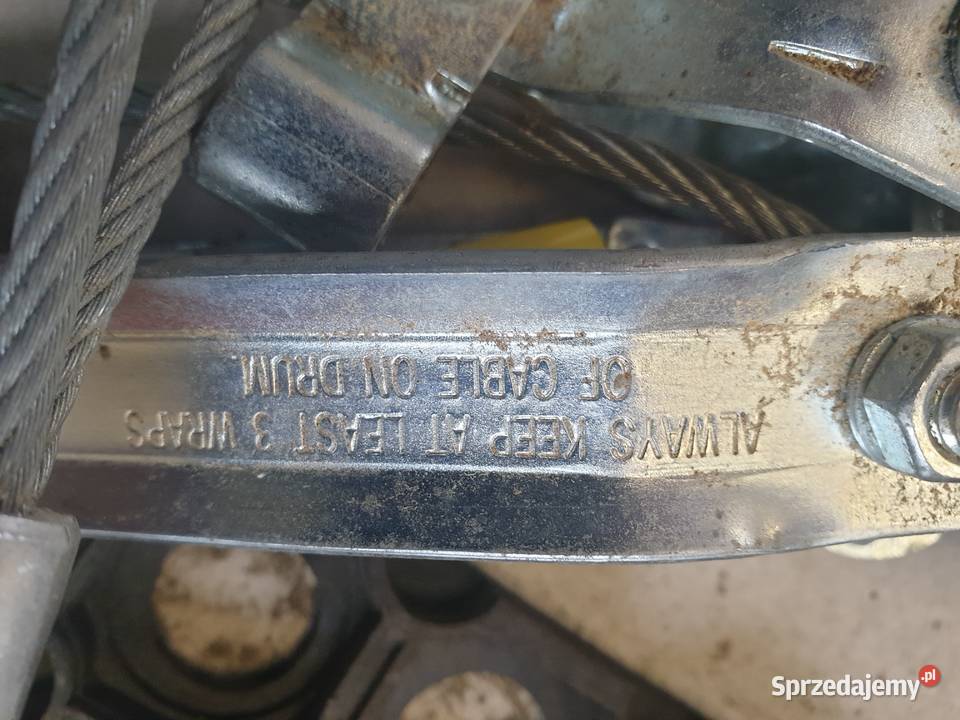 ALWAYS KEEP AT LEAST 3 WRAPS
OF CABLE ON DRUM.
Sprzedajemy.pl